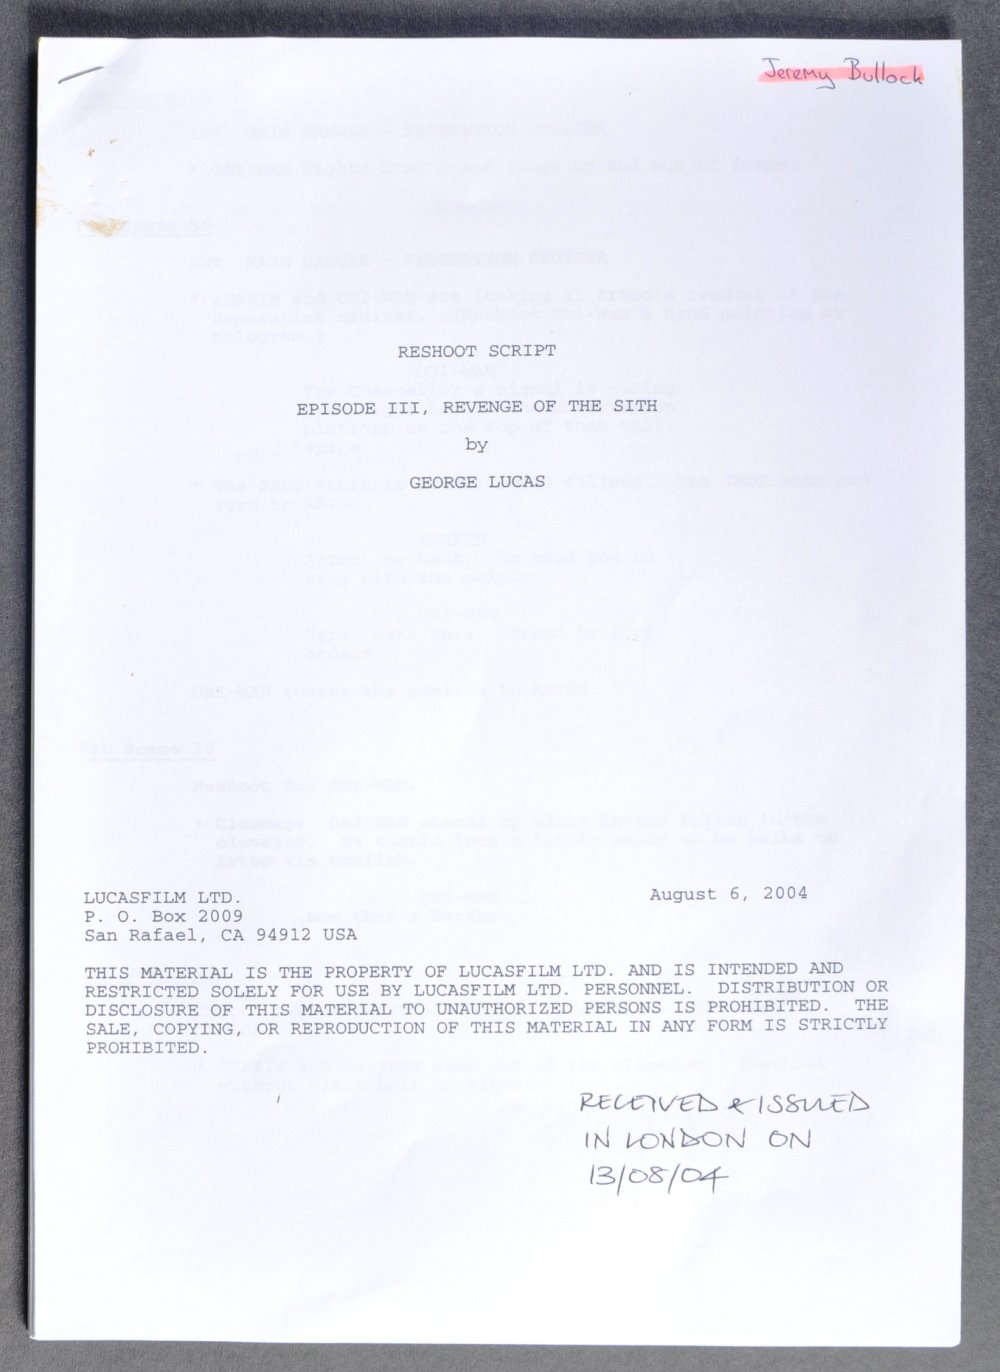 Jeremy Bullock
RESHOOT SCRIPT
EPISODE III, REVENGE OF THE SITH
by
GEORGE LUCAS
LUCASFILM LTD.
P. O. Box 2009
San Rafael, CA 94912 USA
August 6, 2004
THIS MATERIAL IS THE PROPERTY OF LUCASFILM LTD. AND IS INTENDED AND
RESTRICTED SOLELY FOR USE BY LUCASFILM LTD. PERSONNEL. DISTRIBUTION OR
DISCLOSURE OF THIS MATERIAL TO UNAUTHORIZED PERSONS IS PROHIBITED. THE
SALE, COPYING, OR REPRODUCTION OF THIS MATERIAL IN ANY FORM IS STRICTLY
PROHIBITED.
RECEIVED & ISSUED
IN LONDON ON
13/08/04